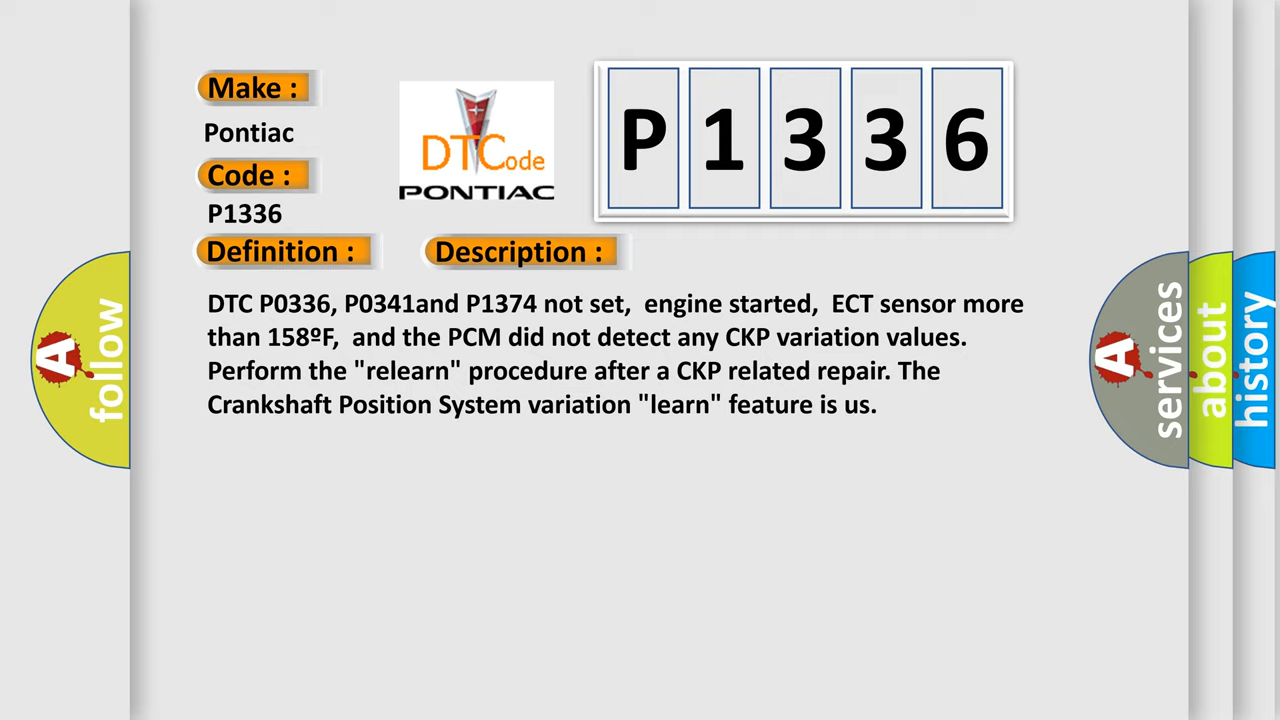 Make :
Pontiac
Code :
P1336
DTCode
PONTIAC
P1336
Definition :
Description :
DTC P0336, P0341and P1374 not set,  engine started,  ECT sensor more
than 158ºF,  and the PCM did not detect any CKP variation values.
Perform the "relearn" procedure after a CKP related repair. The
Crankshaft Position System variation "learn" feature is us.
A follow
A services
about
history